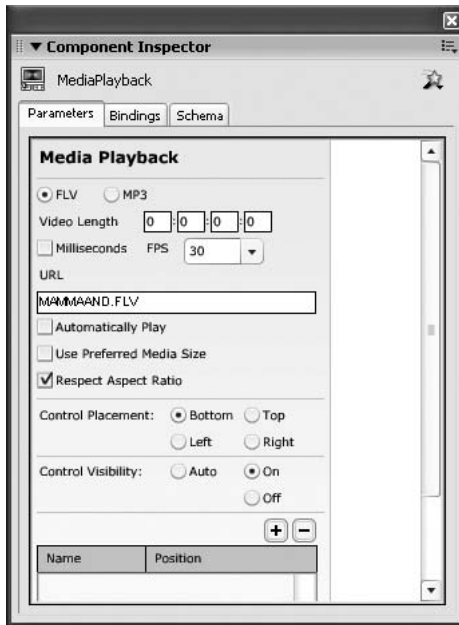 Component Inspector
MediaPlayback
Parameters Bindings Schema
Media Playback
FLV MP3
Video Length 0 : 0 : 0 : 0
Milliseconds FPS 30
URL
MAMMAAND.FLV
Automatically Play
Use Preferred Media Size
Respect Aspect Ratio
Control Placement: Bottom Top
Left Right
Control Visibility: Auto On
Off
Name Position